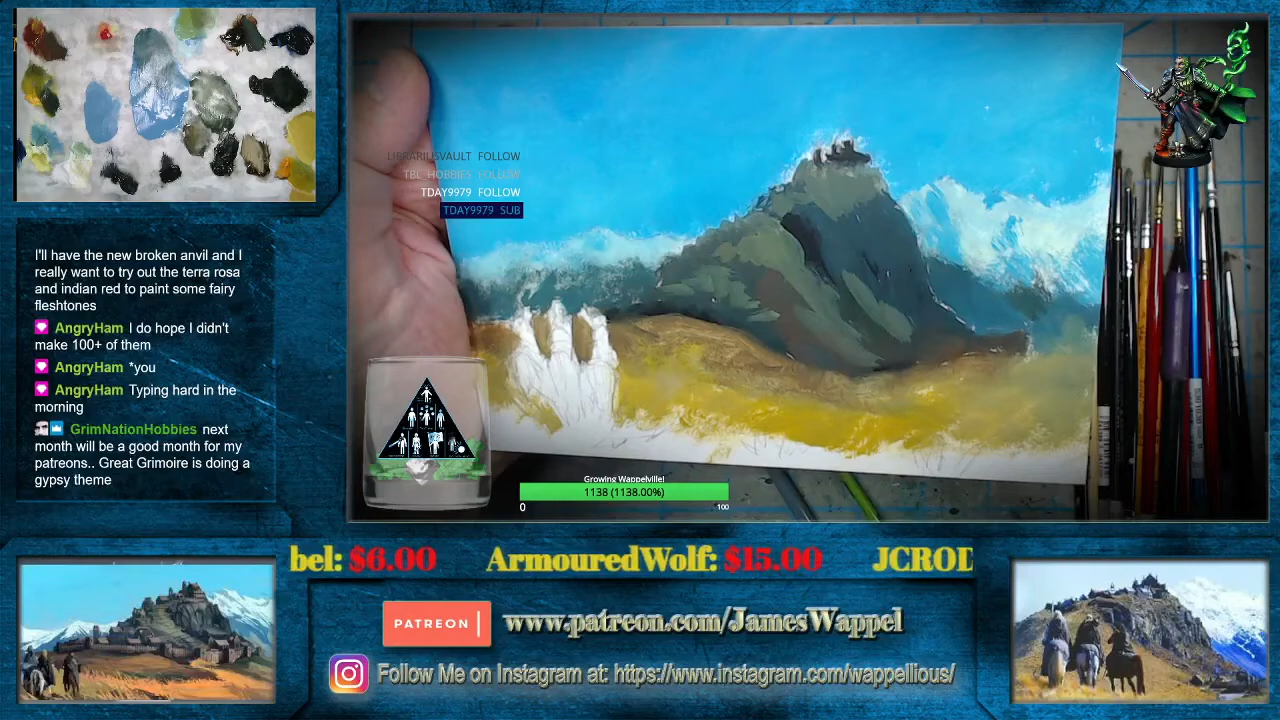 I'll have the new broken anvil and I
really want to try out the terra rosa
and indian red to paint some fairy
fleshtones
AngryHam I do hope I didn't
make 100+ of them
AngryHam *you
AngryHam Typing hard in the
morning
GrimNationHobbies next
month will be a good month for my
patreons.. Great Grimoire is doing a
gypsy theme
LIBRARIUSVAULT FOLLOW
TBC_HOBBIES FOLLOW
TDAY9979 FOLLOW
TDAY9979 SUB
Growing Wappelville!
1138 (1138.00%)
0
100
bel: $6.00 ArmouredWolf: $15.00 JCROD
PATREON
www.patreon.com/JamesWappel
Follow Me on Instagram at: https://www.instagram.com/wappellious/